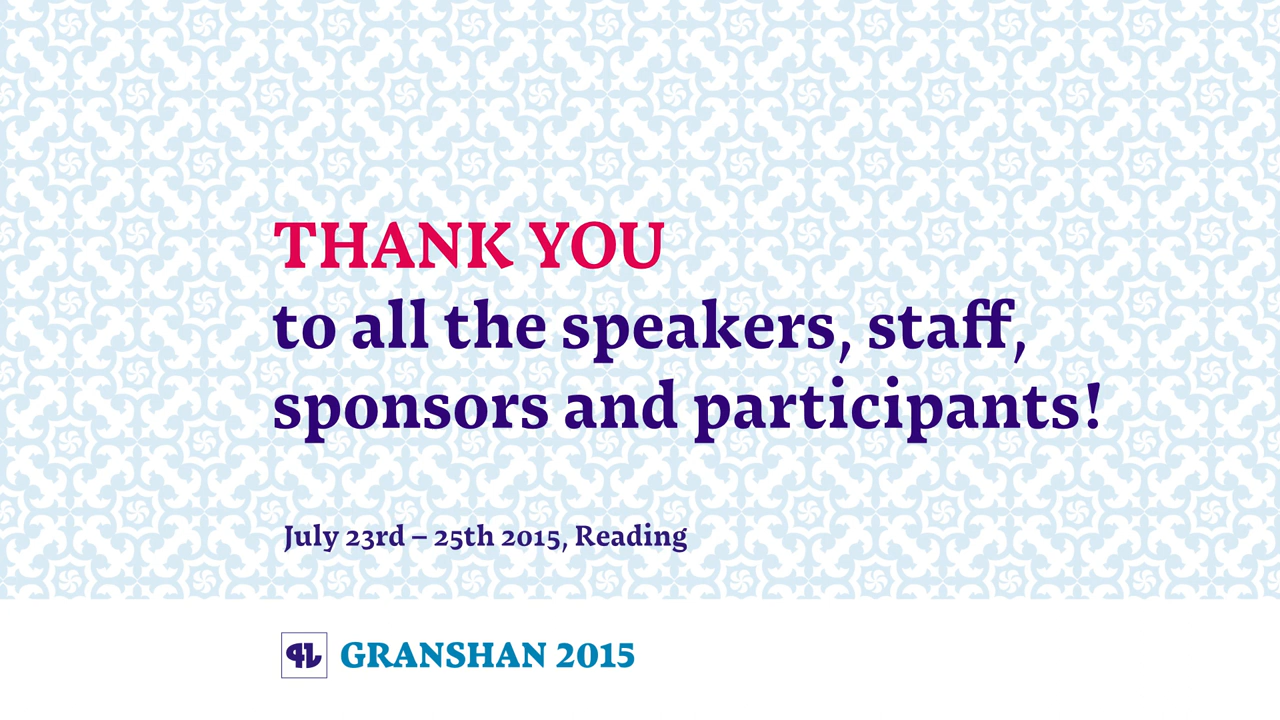 THANK YOU
to all the speakers, staff,
sponsors and participants!
July 23rd – 25th 2015, Reading
GRANSHAN 2015